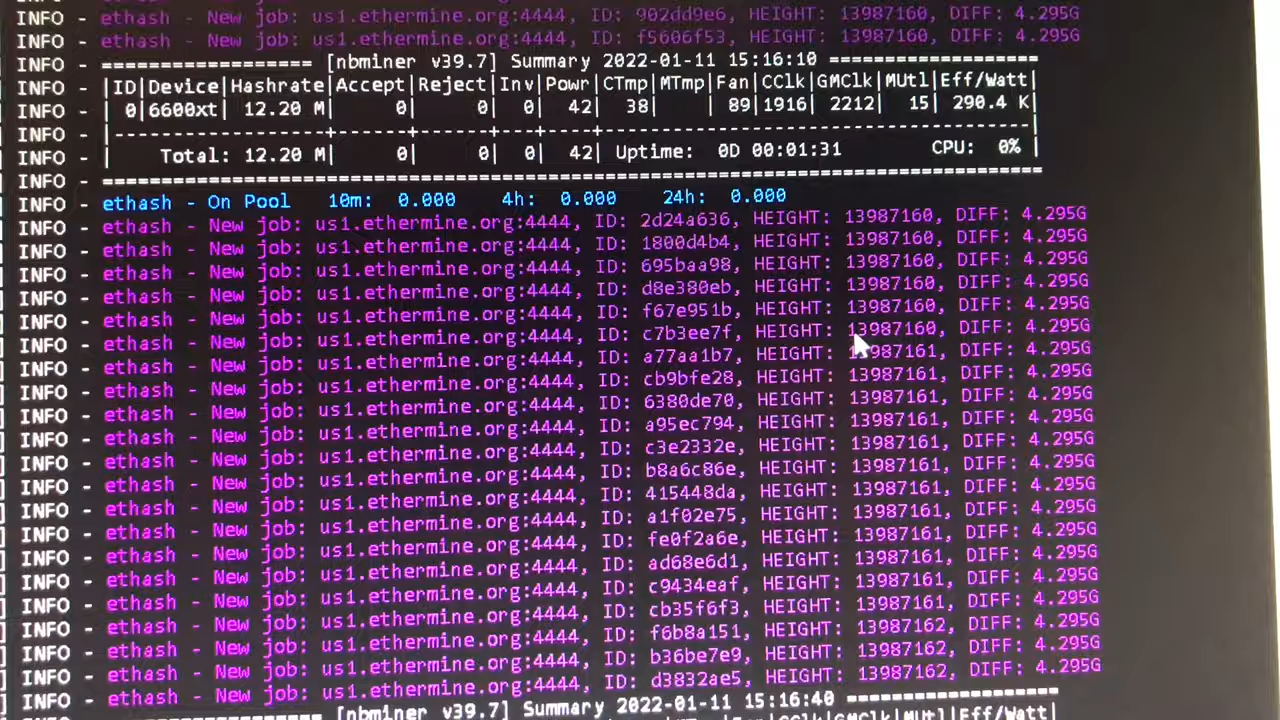 INFO - ethash - New job: us1.ethermine.org:4444, ID: 902dd9e6, HEIGHT: 13987160, DIFF: 4.295G
INFO - ethash - New job: us1.ethermine.org:4444, ID: f5606f53, HEIGHT: 13987160, DIFF: 4.295G
INFO - =================== [nbminer v39.7] Summary 2022-01-11 15:16:10 ===================
INFO - |ID|Device|Hashrate|Accept|Reject|Inv|Powr|CTmp|MTmp|Fan|CClk|GMClk|MUtl|Eff/Watt|
INFO - | 0|6600xt| 12.20 M| 0| 0| 0| 42| 38| | 89|1916| 2212| 15| 290.4 K|
INFO - |------------------+------+------+---+----+----------------------------------------|
INFO - | Total: 12.20 M| 0| 0| 0| 42| Uptime: 0D 00:01:31 CPU: 0% |
INFO - ====================================================================
INFO - ethash - On Pool 10m: 0.000 4h: 0.000 24h: 0.000
INFO - ethash - New job: us1.ethermine.org:4444, ID: 2d24a636, HEIGHT: 13987160, DIFF: 4.295G
INFO - ethash - New job: us1.ethermine.org:4444, ID: 1800d4b4, HEIGHT: 13987160, DIFF: 4.295G
INFO - ethash - New job: us1.ethermine.org:4444, ID: 695baa98, HEIGHT: 13987160, DIFF: 4.295G
INFO - ethash - New job: us1.ethermine.org:4444, ID: d8e380eb, HEIGHT: 13987160, DIFF: 4.295G
INFO - ethash - New job: us1.ethermine.org:4444, ID: f67e951b, HEIGHT: 13987160, DIFF: 4.295G
INFO - ethash - New job: us1.ethermine.org:4444, ID: c7b3ee7f, HEIGHT: 13987160, DIFF: 4.295G
INFO - ethash - New job: us1.ethermine.org:4444, ID: a77aa1b7, HEIGHT: 13987161, DIFF: 4.295G
INFO - ethash - New job: us1.ethermine.org:4444, ID: cb9bfe28, HEIGHT: 13987161, DIFF: 4.295G
INFO - ethash - New job: us1.ethermine.org:4444, ID: 6380de70, HEIGHT: 13987161, DIFF: 4.295G
INFO - ethash - New job: us1.ethermine.org:4444, ID: a95ec794, HEIGHT: 13987161, DIFF: 4.295G
INFO - ethash - New job: us1.ethermine.org:4444, ID: c3e2332e, HEIGHT: 13987161, DIFF: 4.295G
INFO - ethash - New job: us1.ethermine.org:4444, ID: b8a6c86e, HEIGHT: 13987161, DIFF: 4.295G
INFO - ethash - New job: us1.ethermine.org:4444, ID: 415448da, HEIGHT: 13987161, DIFF: 4.295G
INFO - ethash - New job: us1.ethermine.org:4444, ID: a1f02e75, HEIGHT: 13987161, DIFF: 4.295G
INFO - ethash - New job: us1.ethermine.org:4444, ID: fe0f2a6e, HEIGHT: 13987161, DIFF: 4.295G
INFO - ethash - New job: us1.ethermine.org:4444, ID: ad68e6d1, HEIGHT: 13987161, DIFF: 4.295G
INFO - ethash - New job: us1.ethermine.org:4444, ID: c9434eaf, HEIGHT: 13987161, DIFF: 4.295G
INFO - ethash - New job: us1.ethermine.org:4444, ID: cb35f6f3, HEIGHT: 13987161, DIFF: 4.295G
INFO - ethash - New job: us1.ethermine.org:4444, ID: f6b8a151, HEIGHT: 13987162, DIFF: 4.295G
INFO - ethash - New job: us1.ethermine.org:4444, ID: b36be7e9, HEIGHT: 13987162, DIFF: 4.295G
INFO - ethash - New job: us1.ethermine.org:4444, ID: d3832ae5, HEIGHT: 13987162, DIFF: 4.295G
INFO - =================== [nbminer v39.7] Summary 2022-01-11 15:16:40 ===================
|CClk|GMClk|MUtl|Eff/Watt|